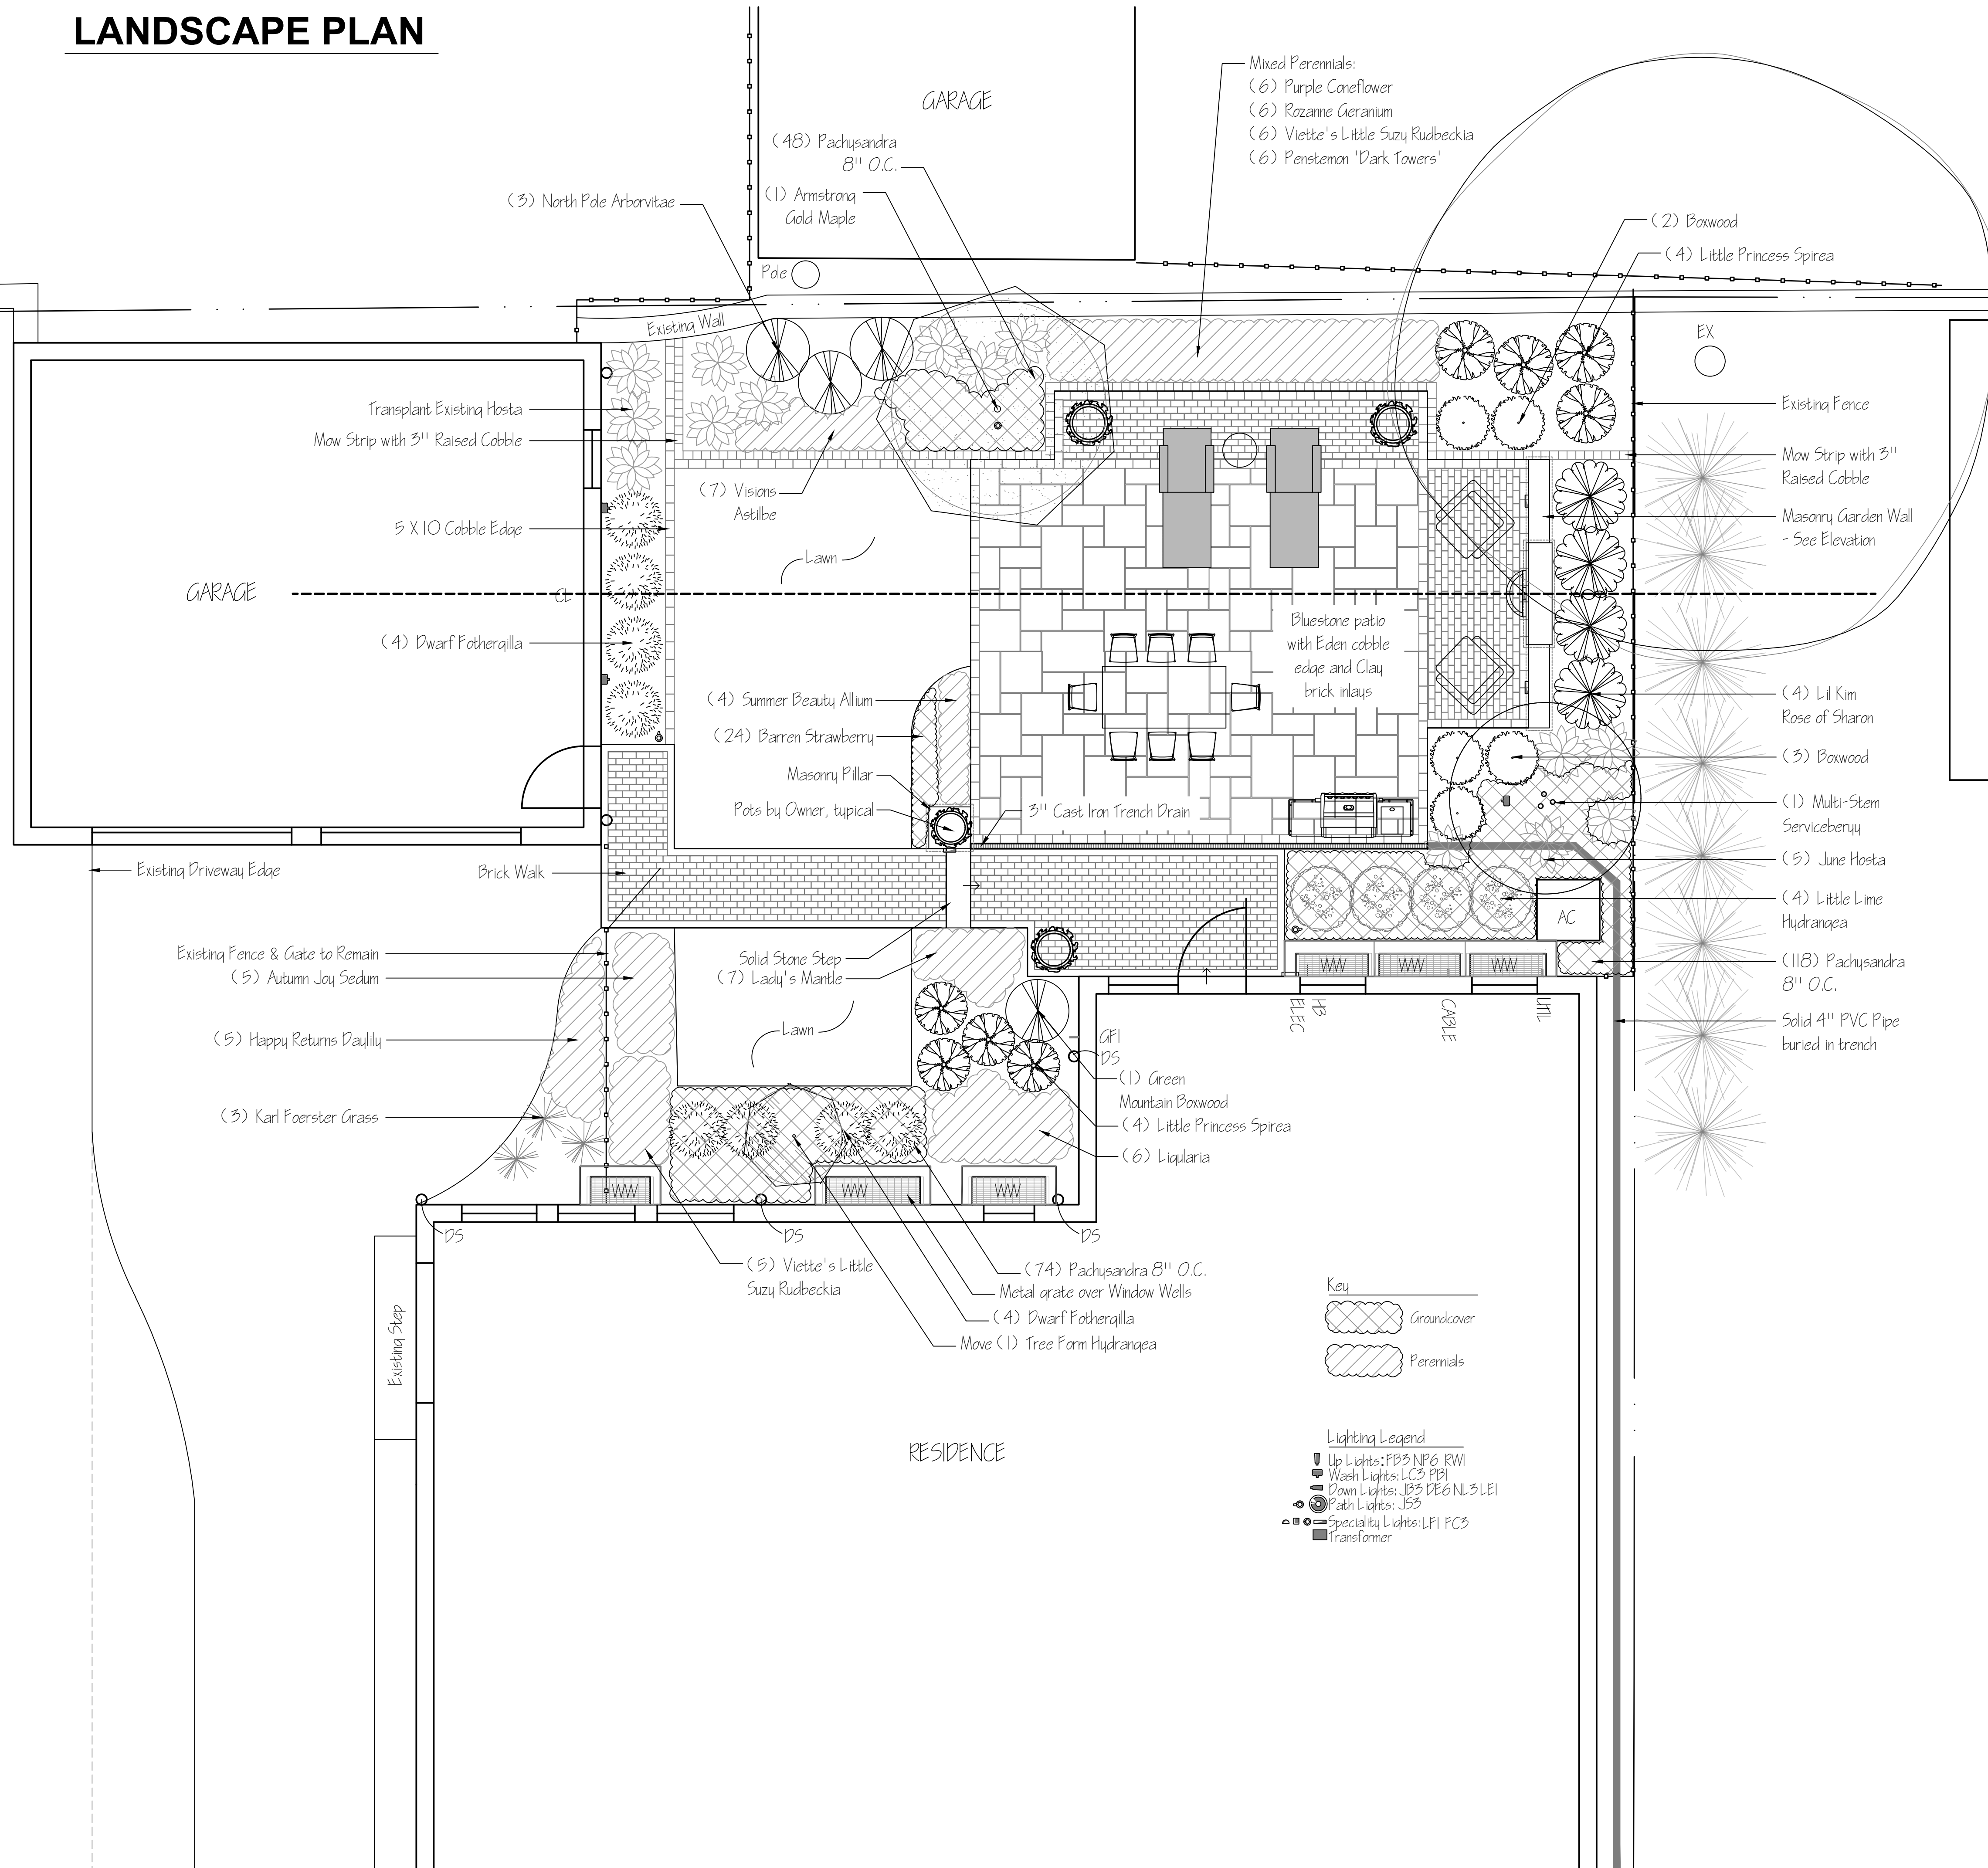 LANDSCAPE PLAN
GARAGE
Mixed Perennials:
(6) Purple Coneflower
(6) Rozanne Geranium
(6) Viette's Little Suzy Rudbeckia
(6) Penstemon 'Dark Towers'
(48) Pachysandra
8" O.C.
(1) Armstrong
Gold Maple
(3) North Pole Arborvitae
(2) Boxwood
(4) Little Princess Spirea
Pole
Existing Wall
EX
Transplant Existing Hosta
Mow Strip with 3" Raised Cobble
Existing Fence
Mow Strip with 3"
Raised Cobble
(7) Visions
Astilbe
5 X 10 Cobble Edge
Masonry Garden Wall
- See Elevation
Lawn
GARAGE
CL
Bluestone patio
with Eden cobble
edge and Clay
brick inlays
(4) Dwarf Fothergilla
(4) Summer Beauty Allium
(24) Barren Strawberry
Masonry Pillar
Pots by Owner, typical
3" Cast Iron Trench Drain
(4) Lil Kim
Rose of Sharon
(3) Boxwood
(1) Multi-Stem
Serviceberyy
(5) June Hosta
(4) Little Lime
Hydrangea
AC
(118) Pachysandra
8" O.C.
Solid 4" PVC Pipe
buried in trench
Existing Driveway Edge
Brick Walk
Existing Fence & Gate to Remain
(5) Autumn Joy Sedum
Solid Stone Step
(7) Lady's Mantle
WW
WW
WW
ELEC
HB
CABLE
UTIL
(5) Happy Returns Daylily
Lawn
GFI
DS
(1) Green
Mountain Boxwood
(3) Karl Foerster Grass
(4) Little Princess Spirea
(6) Ligularia
WW
WW
WW
DS
DS
DS
(5) Viette's Little
Suzy Rudbeckia
(74) Pachysandra 8" O.C.
Metal grate over Window Wells
(4) Dwarf Fothergilla
Move (1) Tree Form Hydrangea
Existing Step
Key
Groundcover
Perennials
RESIDENCE
Lighting Legend
Up Lights: FB3 NP6 RW1
Wash Lights: LC3 PB1
Down Lights: JB3 DE6 NL3 LE1
Path Lights: JS3
Speciality Lights: LF1 FC3
Transformer